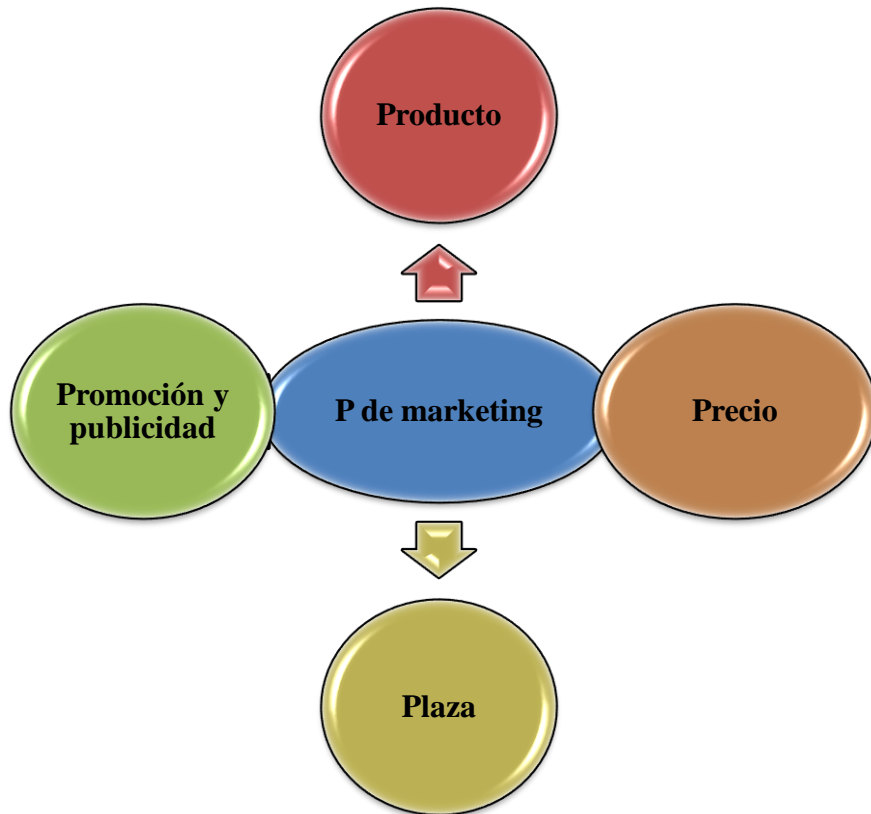 Producto
Promoción y
publicidad
P de marketing
Precio
Plaza